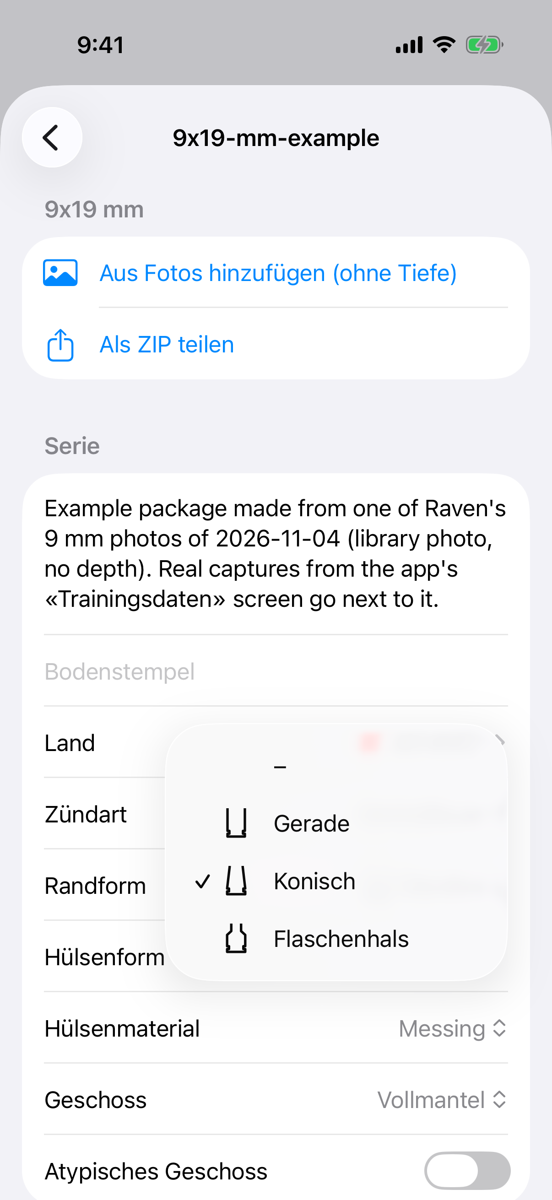 9:41
9x19-mm-example
9x19 mm
Aus Fotos hinzufügen (ohne Tiefe)
Als ZIP teilen
Serie
Example package made from one of Raven's
9 mm photos of 2026-11-04 (library photo,
no depth). Real captures from the app's
«Trainingsdaten» screen go next to it.
Bodenstempel
Land
–
Zündart
Gerade
Randform
Konisch
Hülsenform
Flaschenhals
Hülsenmaterial Messing
Geschoss Vollmantel
Atypisches Geschoss